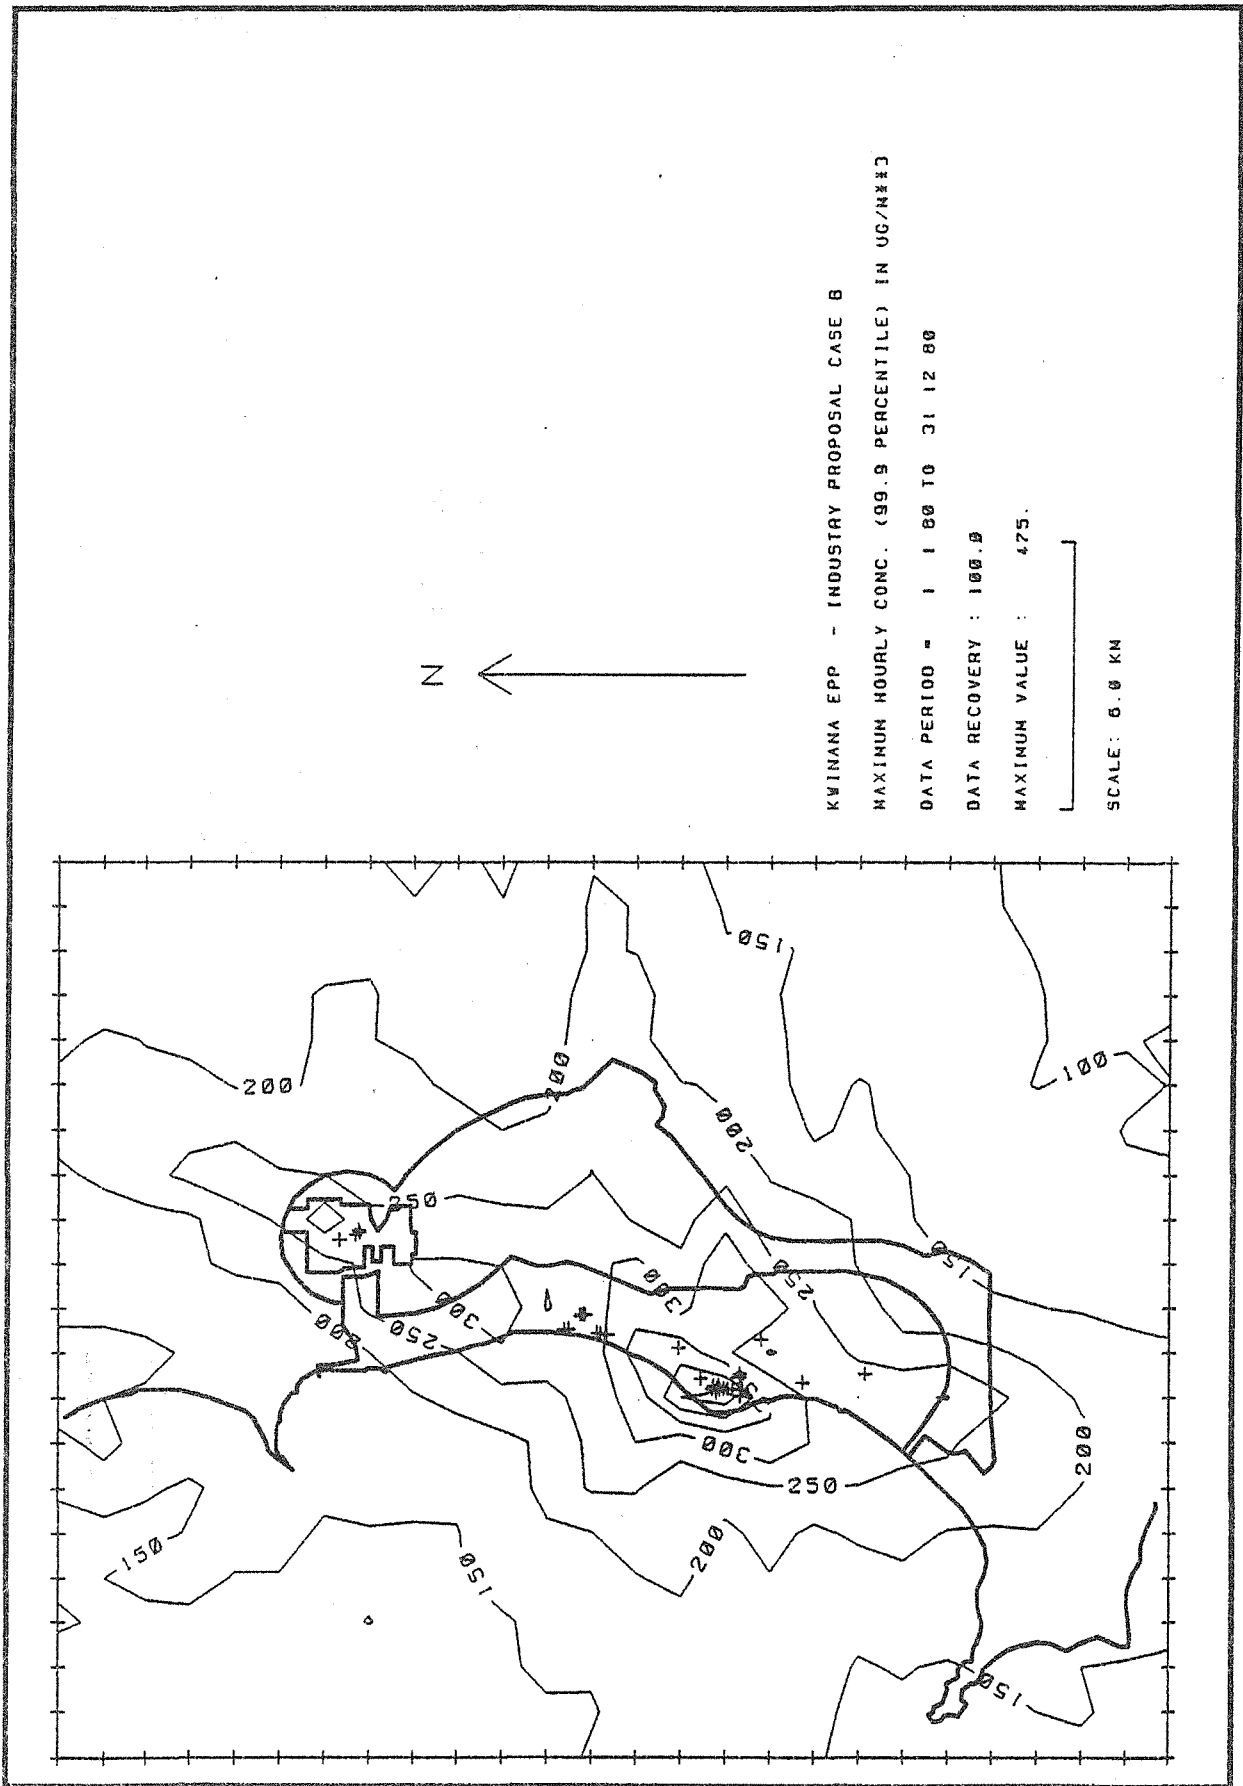 N
KWINANA EPP - INDUSTRY PROPOSAL CASE B
MAXIMUM HOURLY CONC. (99.9 PERCENTILE) IN UG/M**3
DATA PERIOD = 1 1 80 TO 31 12 80
DATA RECOVERY : 100.0
MAXIMUM VALUE : 475.
SCALE: 6.0 KM
200
250
200
300
250
200
150
150
200
150
300
250
300
250
200
150
200
100
150